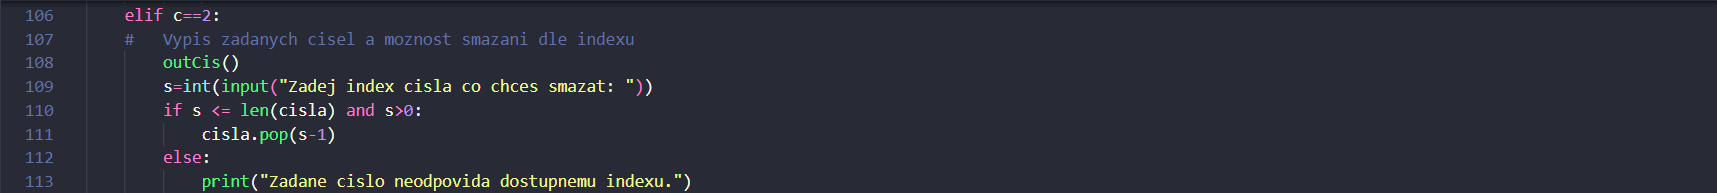 106 elif c==2:
107 # Vypis zadanych cisel a moznost smazani dle indexu
108 outCis()
109 s=int(input("Zadej index cisla co chces smazat: "))
110 if s <= len(cisla) and s>0:
111 cisla.pop(s-1)
112 else:
113 print("Zadane cislo neodpovida dostupnemu indexu.")